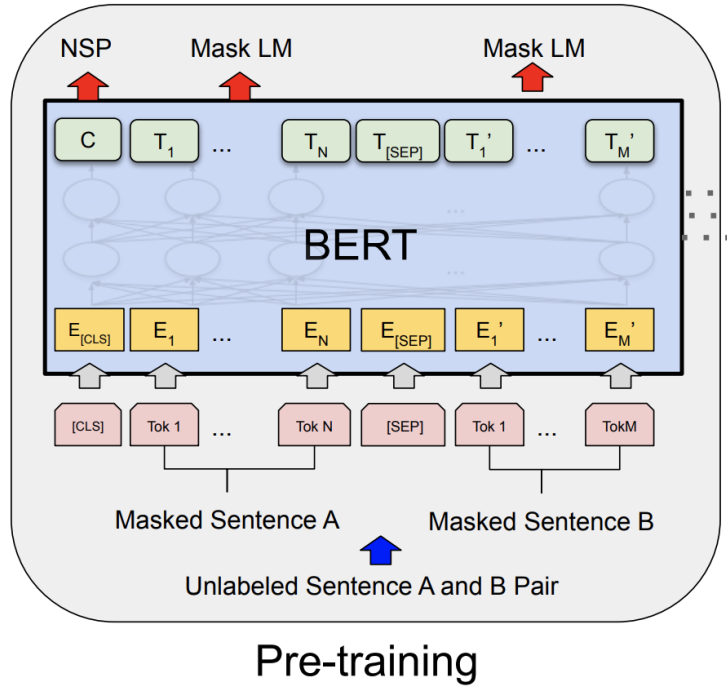 NSP Mask LM Mask LM
C T1 ... TN T[SEP] T1' ... TM'
...
BERT
...
E[CLS] E1 ... EN E[SEP] E1' ... EM'
[CLS] Tok 1 ... Tok N [SEP] Tok 1 ... TokM
Masked Sentence A Masked Sentence B
Unlabeled Sentence A and B Pair
Pre-training